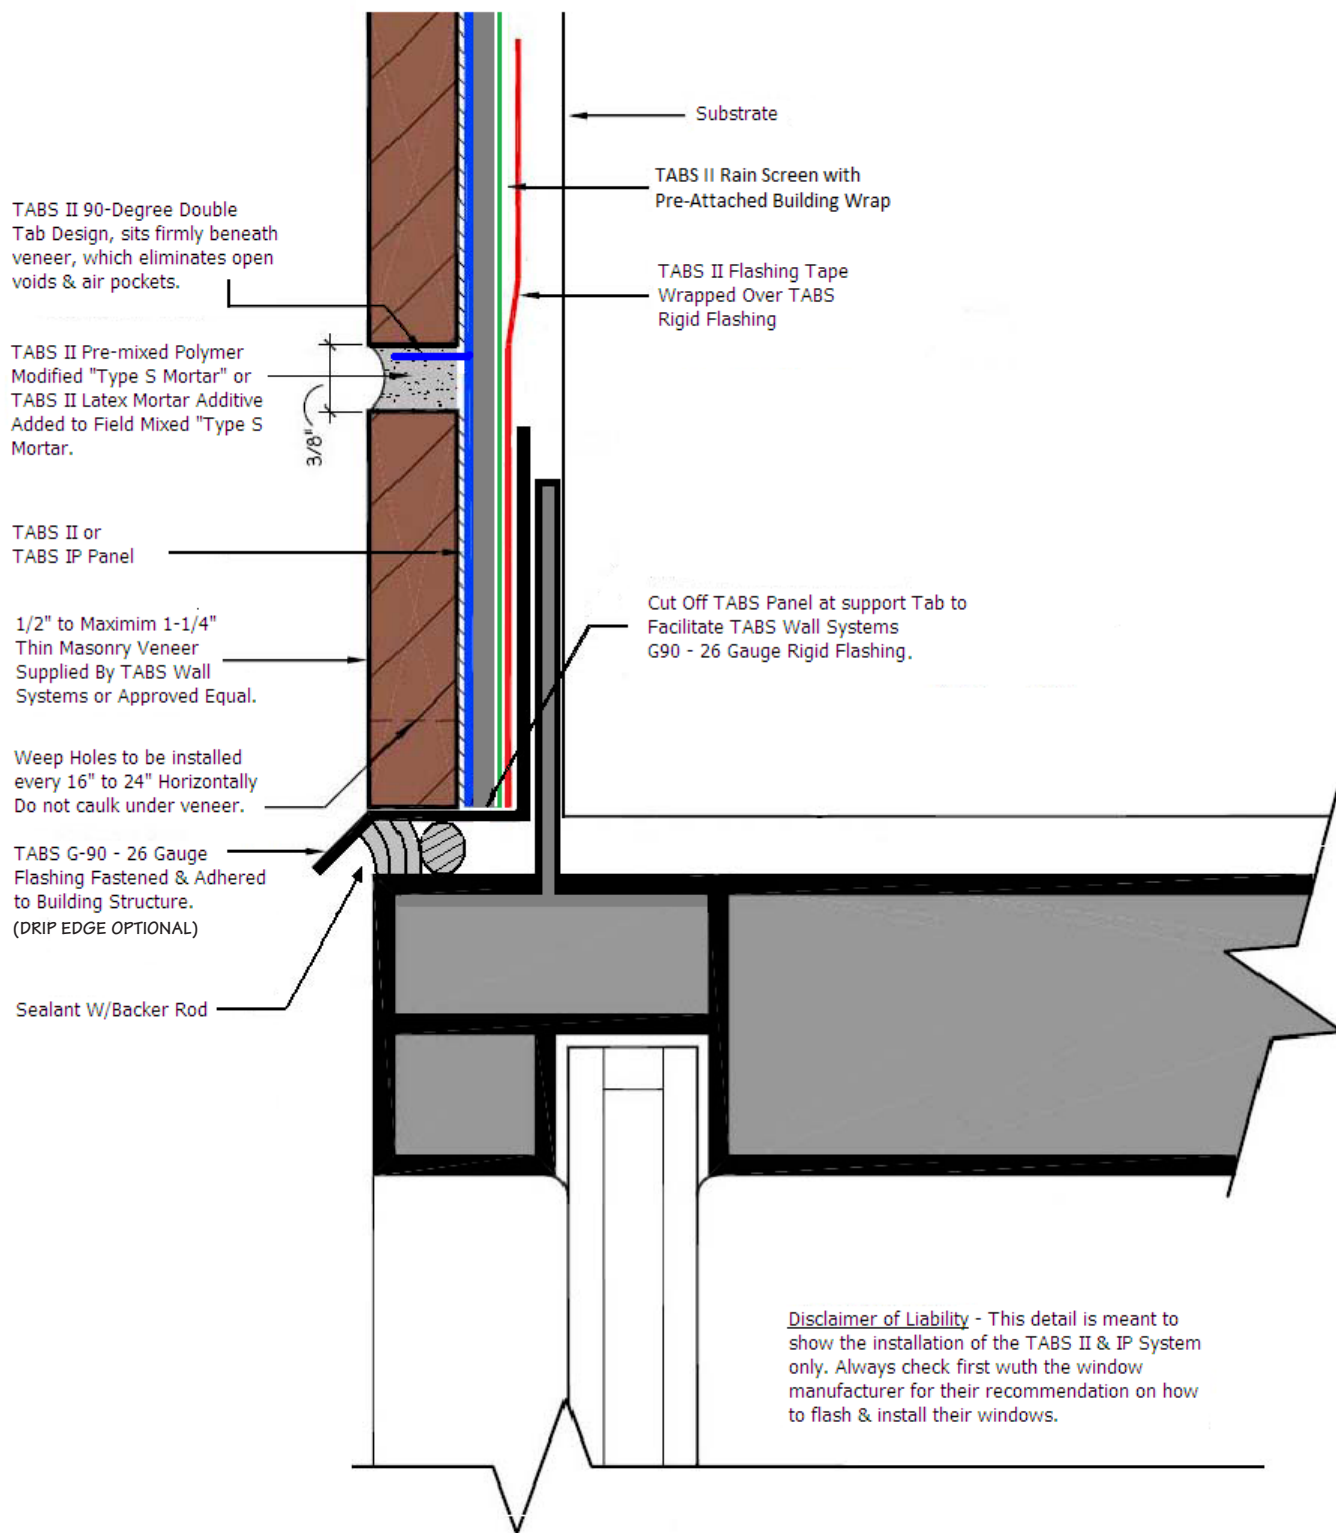 Substrate
TABS II Rain Screen with
Pre-Attached Building Wrap
TABS II 90-Degree Double
Tab Design, sits firmly beneath
veneer, which eliminates open
voids & air pockets.
TABS II Flashing Tape
Wrapped Over TABS
Rigid Flashing
TABS II Pre-mixed Polymer
Modified "Type S Mortar" or
TABS II Latex Mortar Additive
Added to Field Mixed "Type S
Mortar.
3/8"
TABS II or
TABS IP Panel
Cut Off TABS Panel at support Tab to
Facilitate TABS Wall Systems
G90 - 26 Gauge Rigid Flashing.
1/2" to Maximim 1-1/4"
Thin Masonry Veneer
Supplied By TABS Wall
Systems or Approved Equal.
Weep Holes to be installed
every 16" to 24" Horizontally
Do not caulk under veneer.
TABS G-90 - 26 Gauge
Flashing Fastened & Adhered
to Building Structure.
(DRIP EDGE OPTIONAL)
Sealant W/Backer Rod
Disclaimer of Liability - This detail is meant to
show the installation of the TABS II & IP System
only. Always check first wuth the window
manufacturer for their recommendation on how
to flash & install their windows.